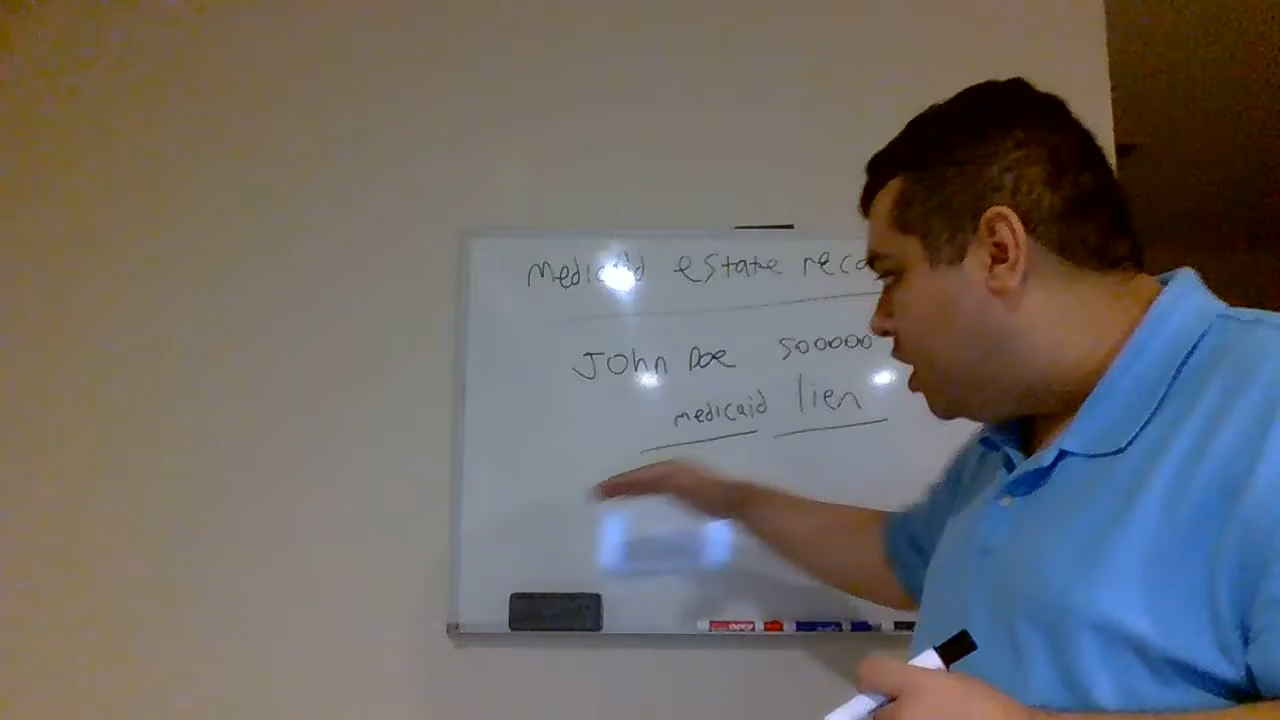 Medicaid estate reco
John Doe 500000
medicaid lien